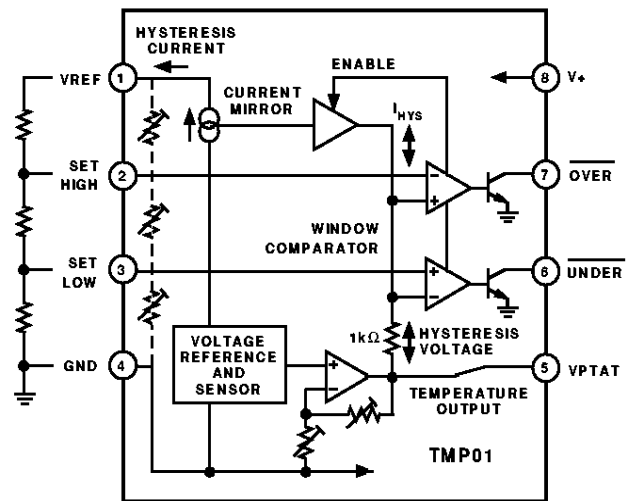 HYSTERESIS
CURRENT
VREF
1
CURRENT
MIRROR
ENABLE
8
V+
IHYS
SET
HIGH
2
7
OVER
WINDOW
COMPARATOR
SET
LOW
3
6
UNDER
1kΩ
HYSTERESIS
VOLTAGE
GND
4
VOLTAGE
REFERENCE
AND
SENSOR
5
VPTAT
TEMPERATURE
OUTPUT
TMP01
-
+
+
-
+
-